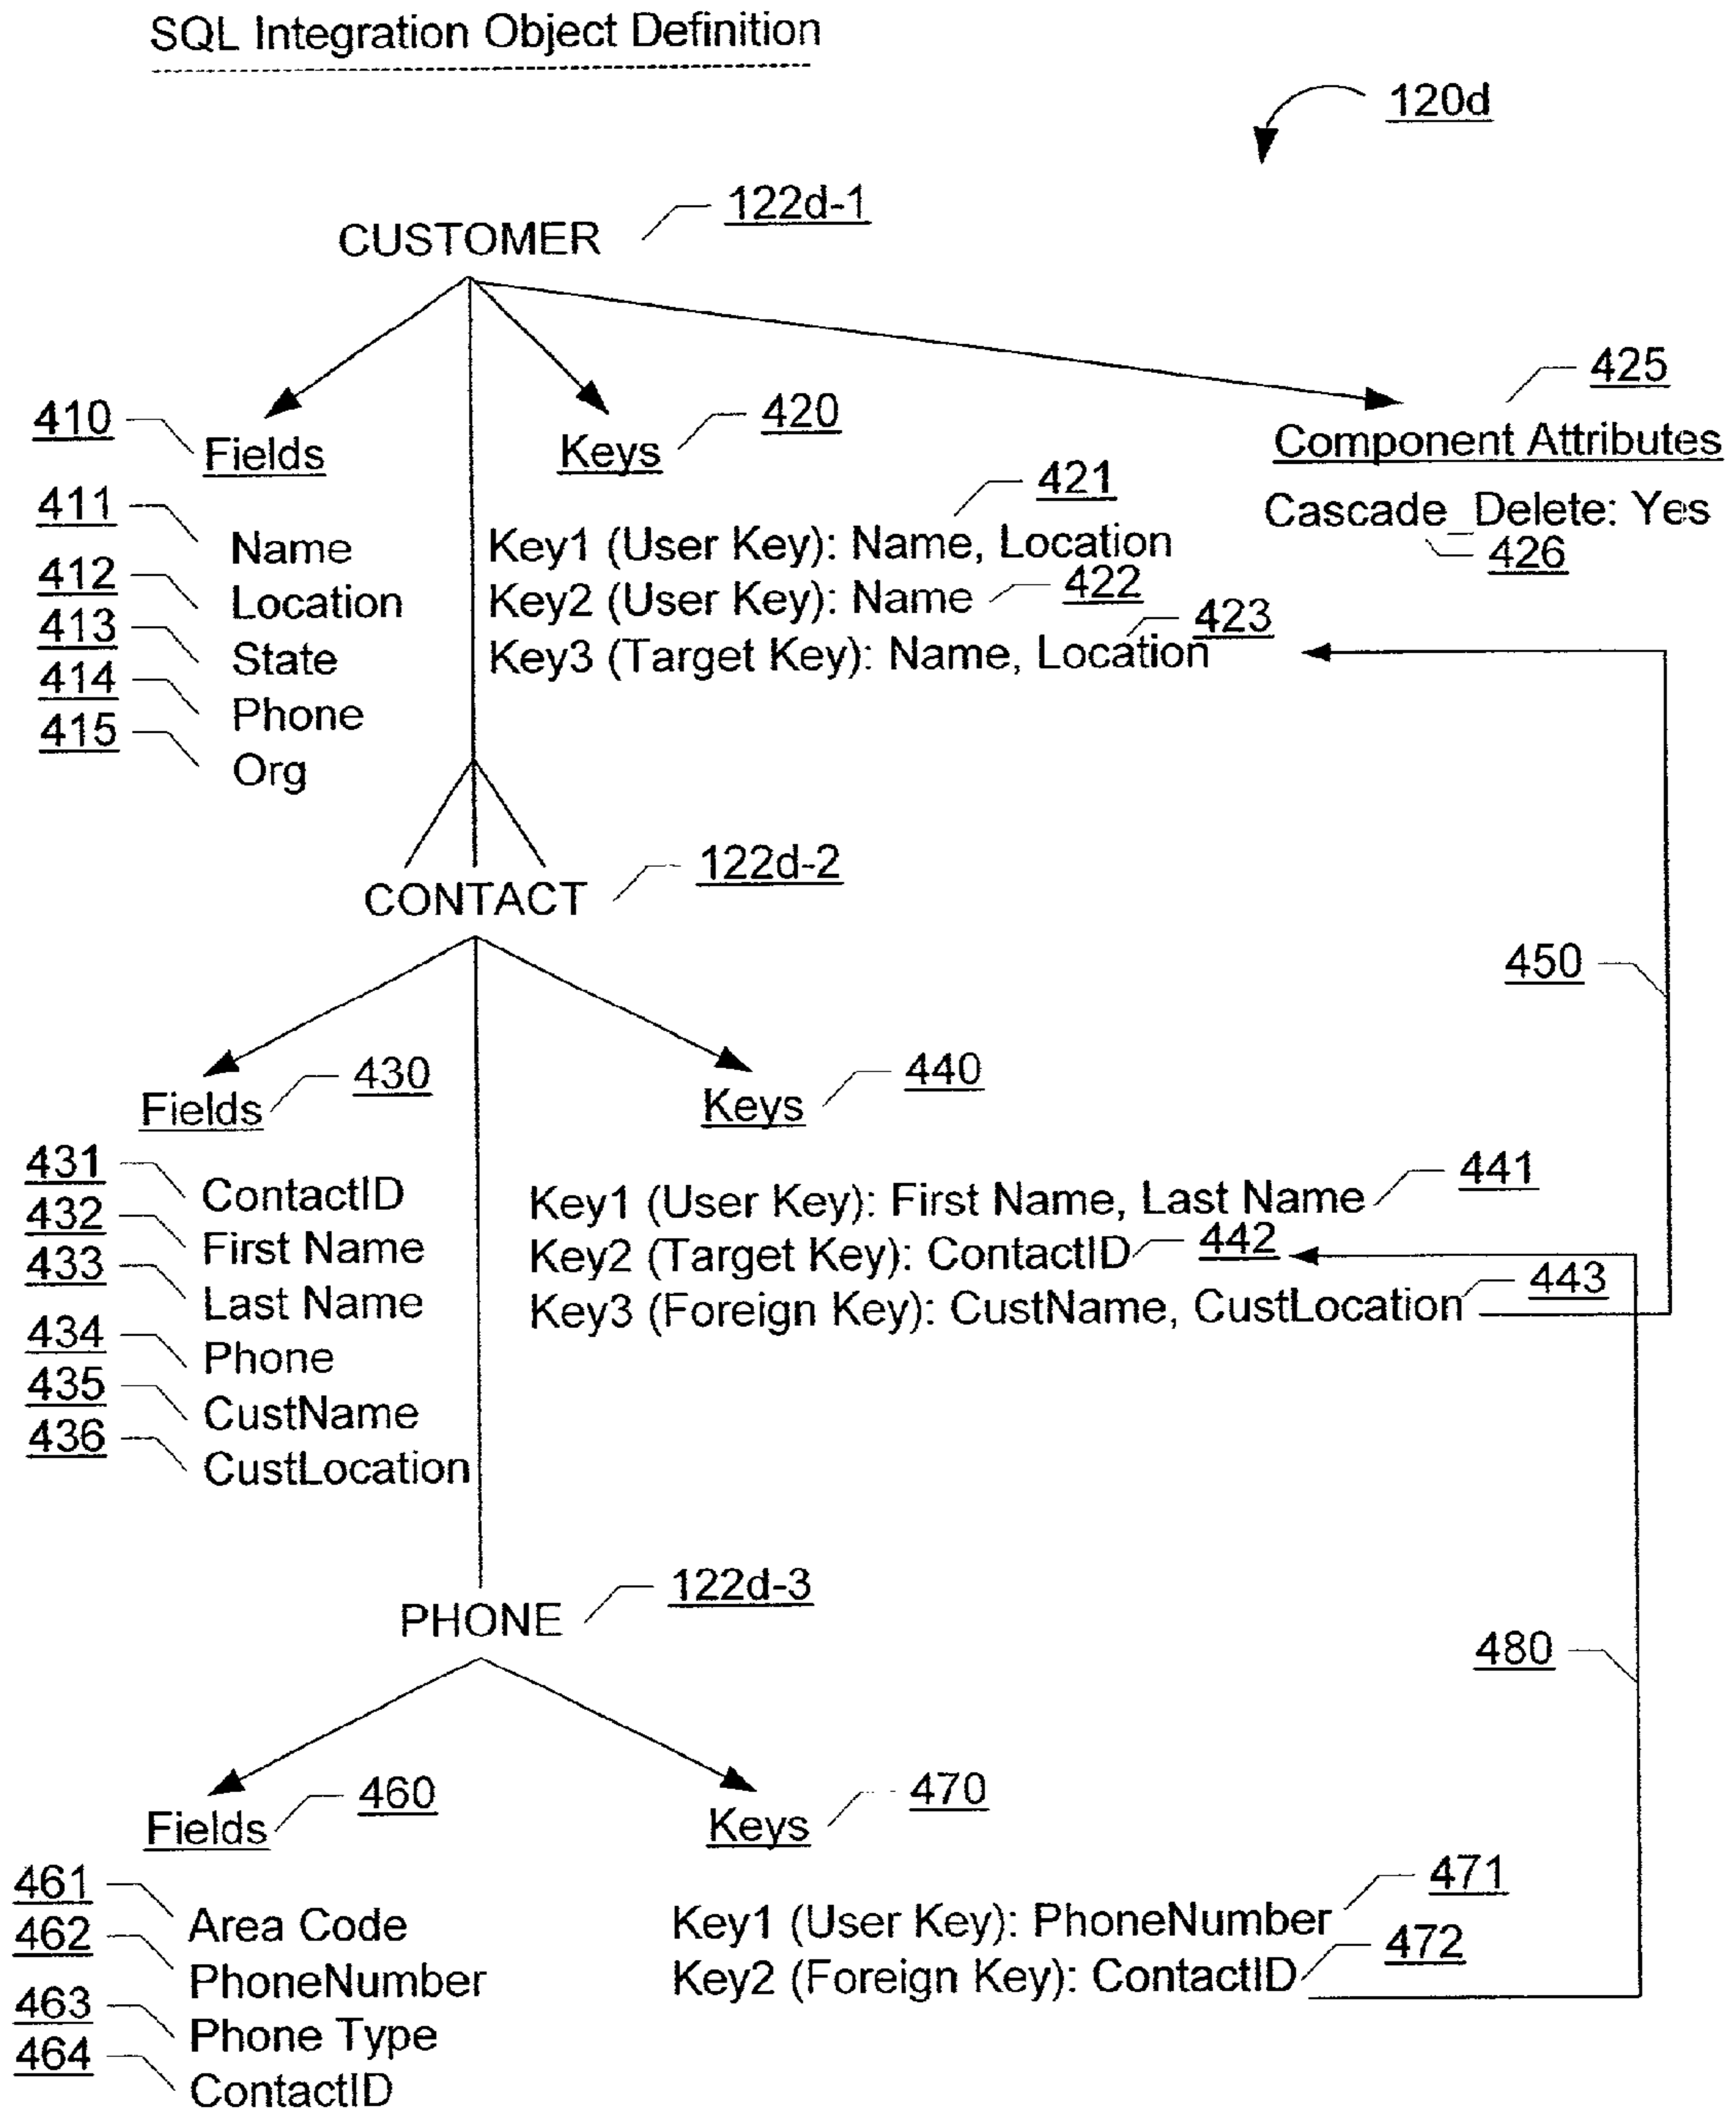 SQL Integration Object Definition
120d
122d-1
CUSTOMER
425
410
420
Fields
Keys
Component Attributes
411
421
Cascade_Delete: Yes
426
Name
Key1 (User Key): Name, Location
412
Location
Key2 (User Key): Name
422
413
423
State
Key3 (Target Key): Name, Location
414
Phone
415
Org
122d-2
CONTACT
450
430
440
Fields
Keys
431
441
ContactID
Key1 (User Key): First Name, Last Name
432
First Name
Key2 (Target Key): ContactID
442
433
443
Last Name
Key3 (Foreign Key): CustName, CustLocation
434
Phone
435
CustName
436
CustLocation
122d-3
PHONE
480
460
470
Fields
Keys
461
471
Area Code
Key1 (User Key): PhoneNumber
462
472
PhoneNumber
Key2 (Foreign Key): ContactID
463
Phone Type
464
ContactID